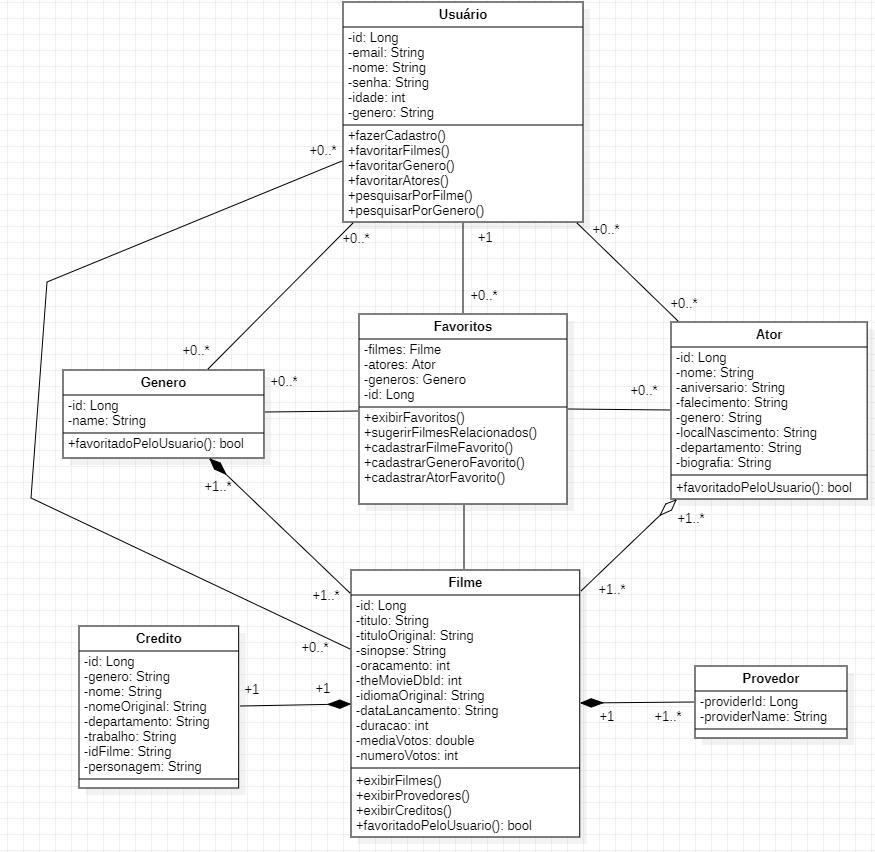 Usuário
-id: Long
-email: String
-nome: String
-senha: String
-idade: int
-genero: String
+fazerCadastro()
+favoritarFilmes()
+favoritarGenero()
+favoritarAtores()
+pesquisarPorFilme()
+pesquisarPorGenero()
+0..*
+0..*
+1
+0..*
+0..*
+0..*
+0..*
Favoritos
-filmes: Filme
-atores: Ator
-generos: Genero
-id: Long
+exibirFavoritos()
+sugerirFilmesRelacionados()
+cadastrarFilmeFavorito()
+cadastrarGeneroFavorito()
+cadastrarAtorFavorito()
Ator
-id: Long
-nome: String
-aniversario: String
-falecimento: String
-genero: String
-localNascimento: String
-departamento: String
-biografia: String
+favoritadoPeloUsuario(): bool
Genero
-id: Long
-name: String
+favoritadoPeloUsuario(): bool
+0..*
+0..*
+1..*
+1..*
+1..*
+1..*
+0..*
Filme
-id: Long
-titulo: String
-tituloOriginal: String
-sinopse: String
-oracamento: int
-theMovieDbId: int
-idiomaOriginal: String
-dataLancamento: String
-duracao: int
-mediaVotos: double
-numeroVotos: int
+exibirFilmes()
+exibirProvedores()
+exibirCreditos()
+favoritadoPeloUsuario(): bool
Credito
-id: Long
-genero: String
-nome: String
-nomeOriginal: String
-departamento: String
-trabalho: String
-idFilme: String
-personagem: String
+1
+1
+1
+1..*
Provedor
-providerId: Long
-providerName: String